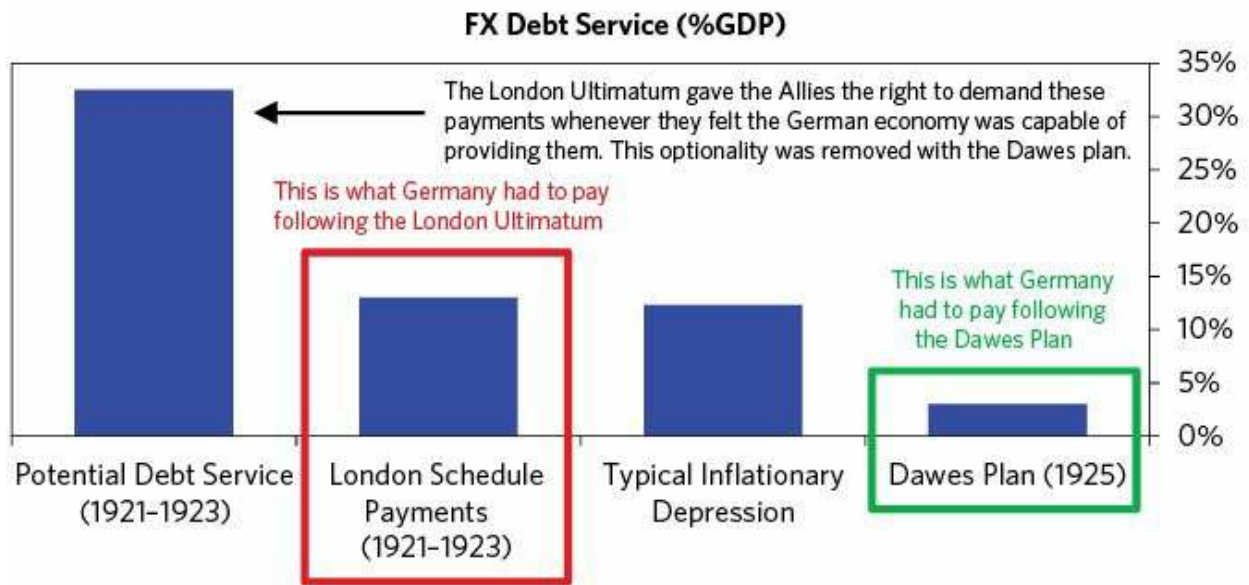 FX Debt Service (%GDP)
The London Ultimatum gave the Allies the right to demand these
payments whenever they felt the German economy was capable of
providing them. This optionality was removed with the Dawes plan.
This is what Germany had to pay
following the London Ultimatum
This is what Germany
had to pay following
the Dawes Plan
35%
30%
25%
20%
15%
10%
5%
0%
Potential Debt Service
(1921–1923)
London Schedule
Payments
(1921–1923)
Typical Inflationary
Depression
Dawes Plan (1925)